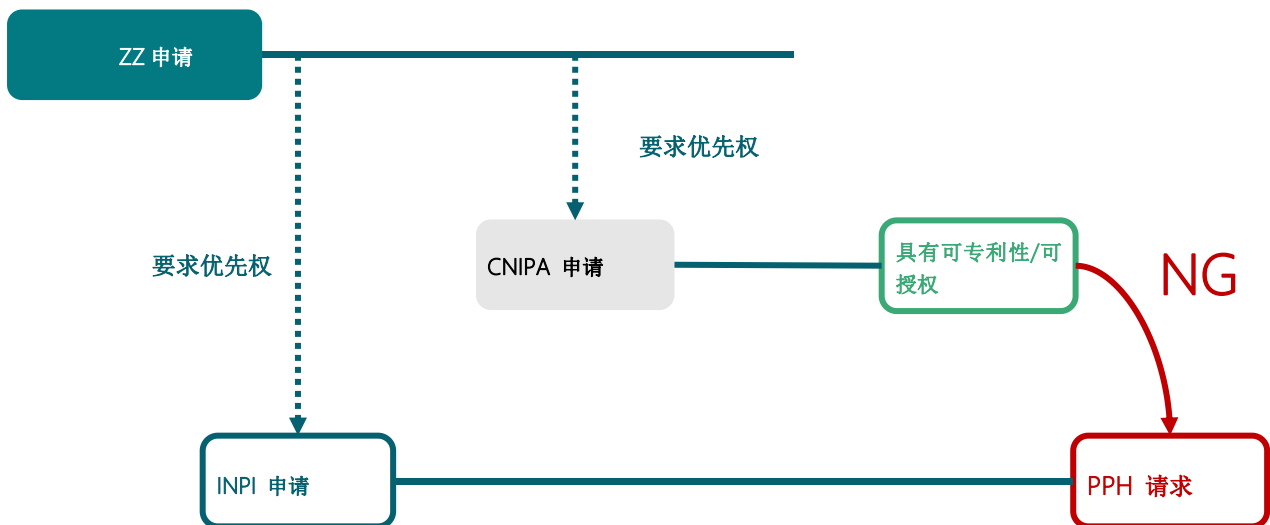 ZZ 申请
要求优先权
要求优先权
CNIPA 申请
具有可专利性/可
授权
NG
INPI 申请
PPH 请求